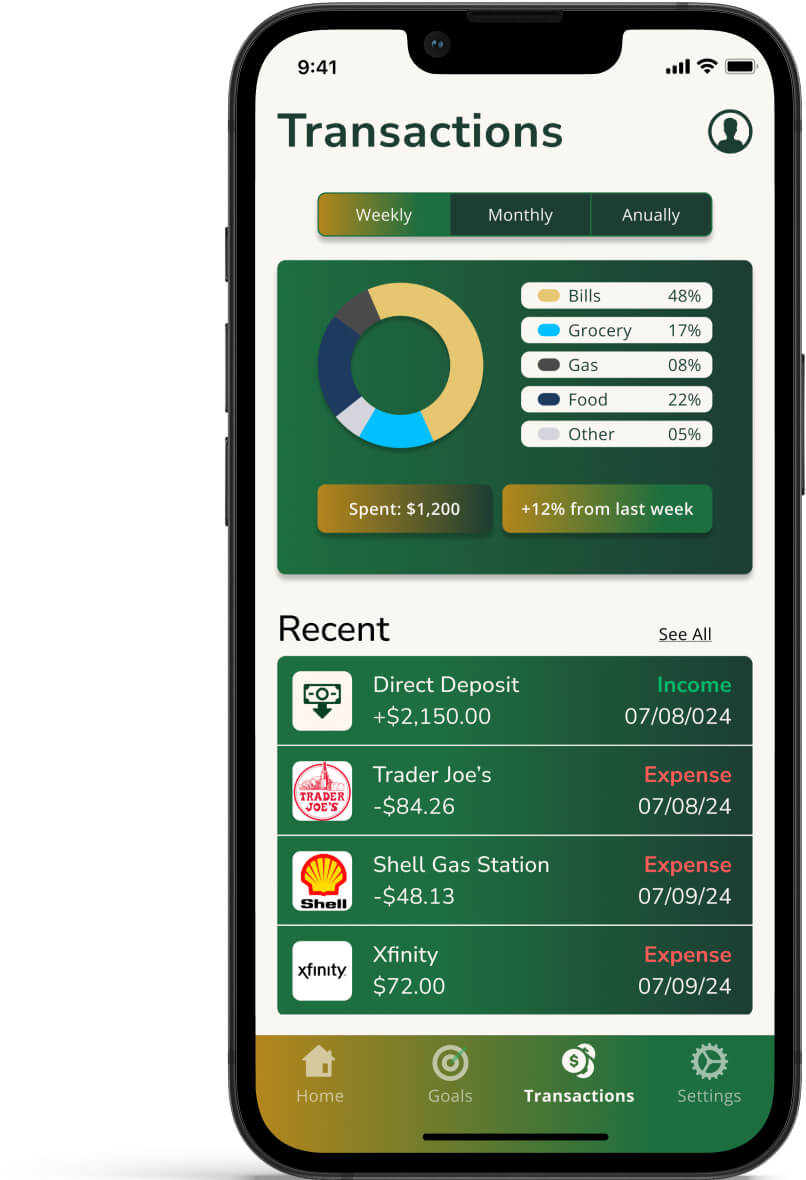 9:41
Transactions
Weekly Monthly Anually
Bills 48%
Grocery 17%
Gas 08%
Food 22%
Other 05%
Spent: $1,200 +12% from last week
Recent See All
Direct Deposit Income
+$2,150.00 07/08/024
TRADER
JOE'S
Trader Joe’s Expense
-$84.26 07/08/24
Shell
Shell Gas Station Expense
-$48.13 07/09/24
xfinity
Xfinity Expense
$72.00 07/09/24
Home Goals Transactions Settings